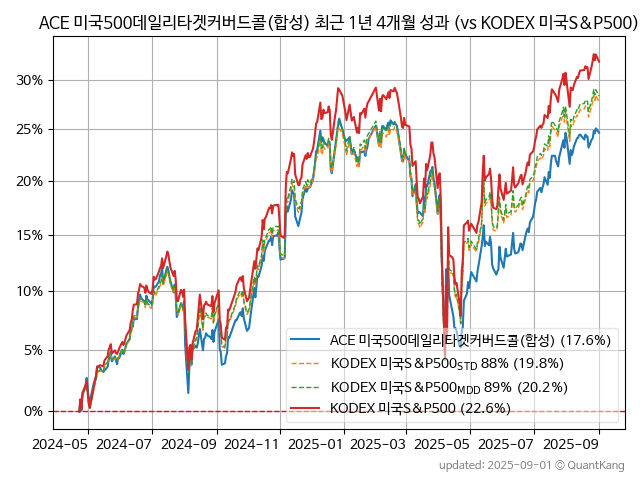 ACE 미국500데일리타겟커버드콜(합성) 최근 1년 4개월 성과 (vs KODEX 미국S&P500)
30%
25%
20%
15%
10%
5%
0%
ACE 미국500데일리타겟커버드콜(합성) (17.6%)
KODEX 미국S&P500STD 88% (19.8%)
KODEX 미국S&P500MDD 89% (20.2%)
KODEX 미국S&P500 (22.6%)
2024-05 2024-07 2024-09 2024-11 2025-01 2025-03 2025-05 2025-07 2025-09
updated: 2025-09-01 © QuantKang